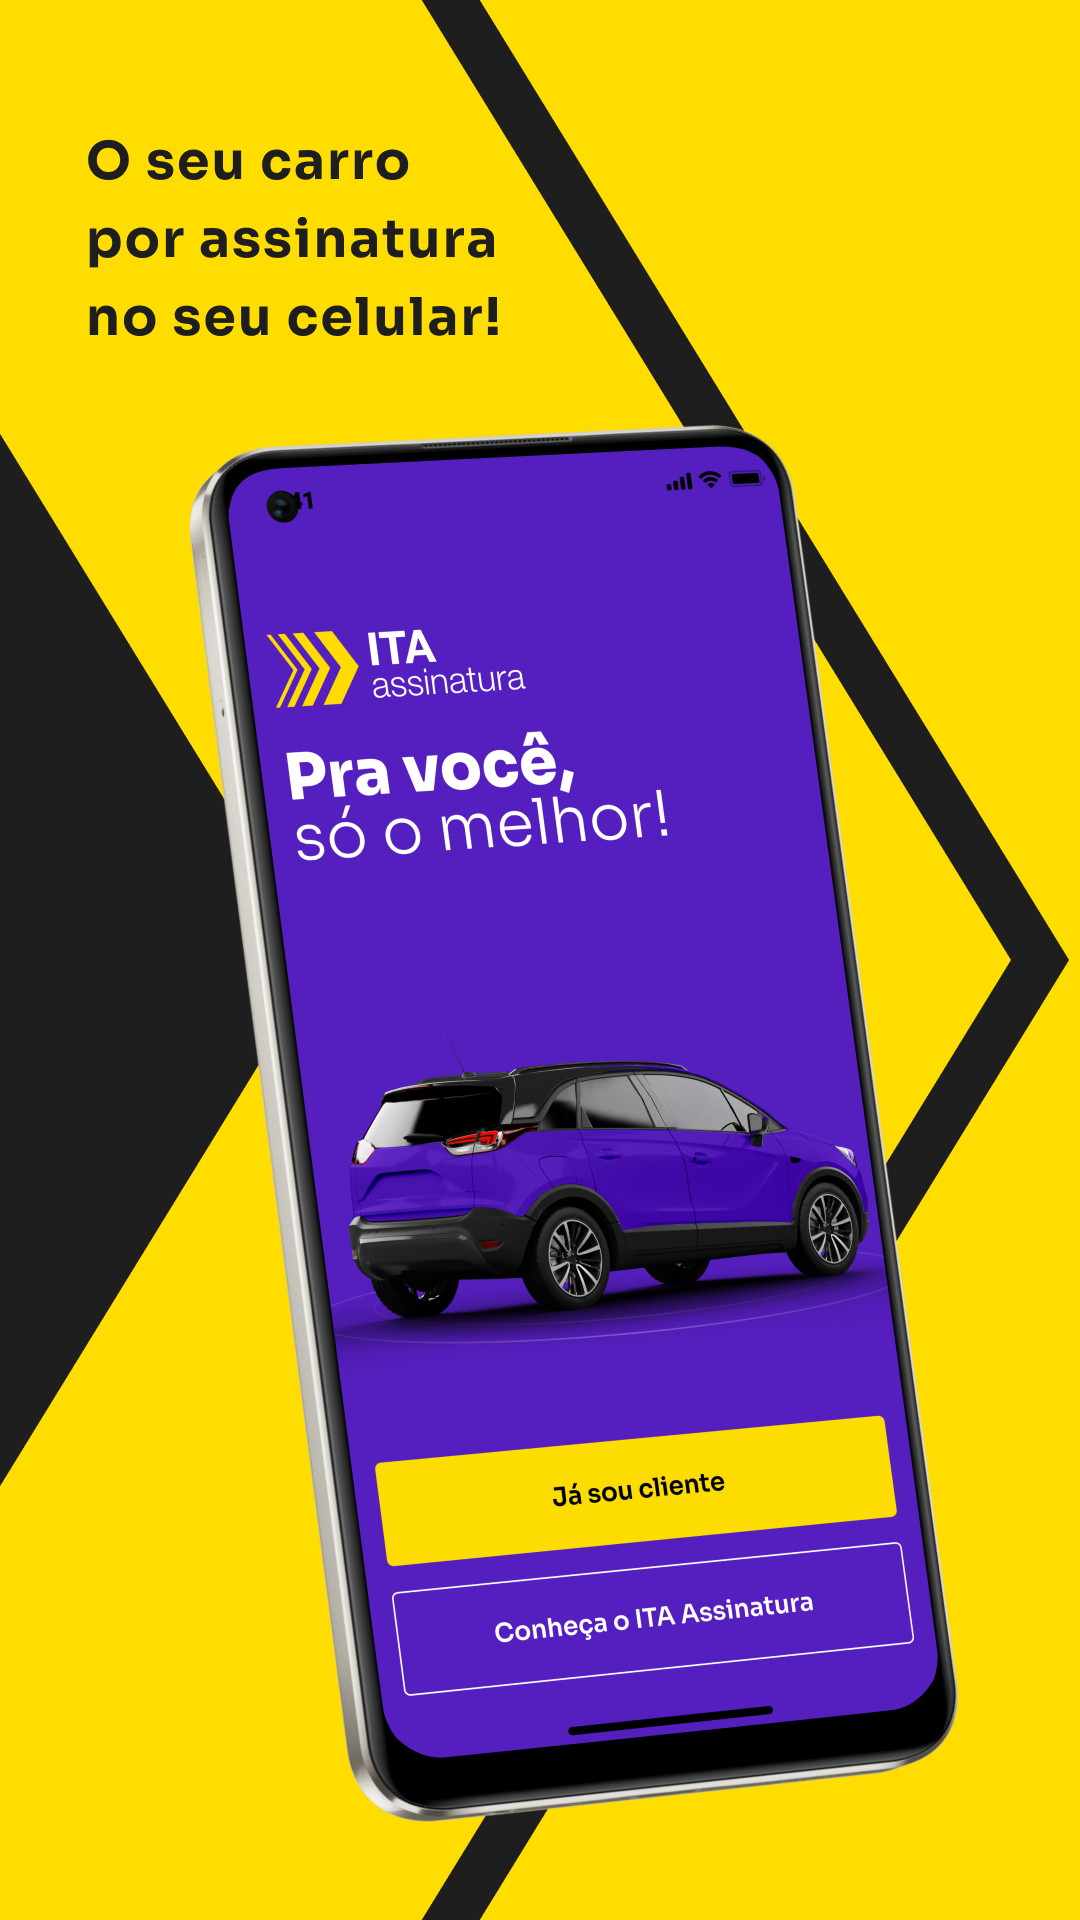 O seu carro
por assinatura
no seu celular!
ITA
assinatura
Pra você,
só o melhor!
Já sou cliente
Conheça o ITA Assinatura